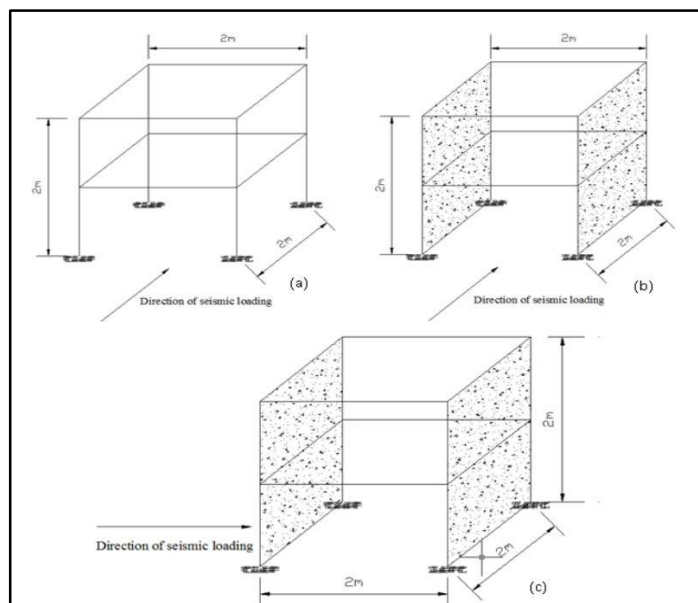 2m
2m
2m
2m
2m
2m
(a)
(b)
Direction of seismic loading
Direction of seismic loading
2m
Direction of seismic loading
2m
2m
(c)